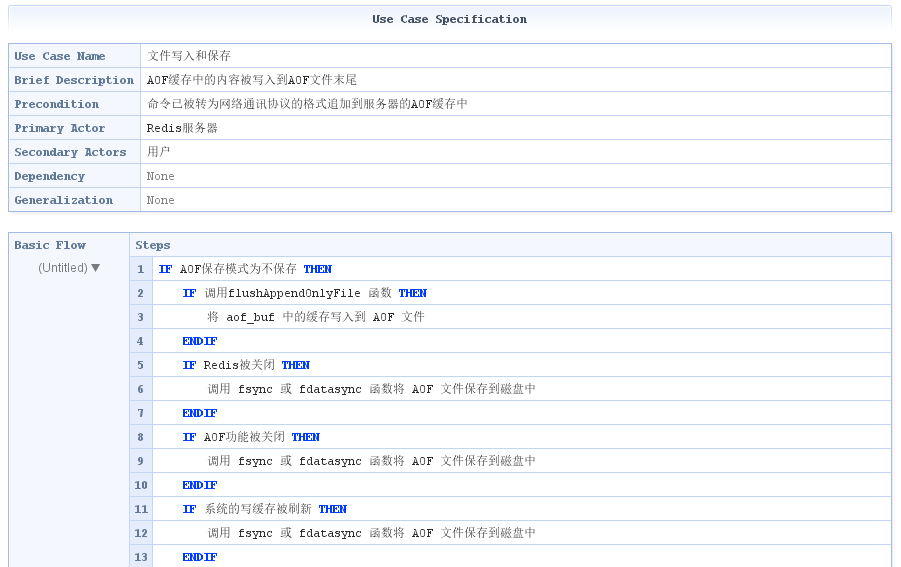 Use Case Specification
Use Case Name 文件写入和保存
Brief Description AOF缓存中的内容被写入到AOF文件末尾
Precondition 命令已被转为网络通讯协议的格式追加到服务器的AOF缓存中
Primary Actor Redis服务器
Secondary Actors 用户
Dependency None
Generalization None
Basic Flow Steps
(Untitled) ▼
1 IF AOF保存模式为不保存 THEN
2 IF 调用flushAppendOnlyFile 函数 THEN
3 将 aof_buf 中的缓存写入到 AOF 文件
4 ENDIF
5 IF Redis被关闭 THEN
6 调用 fsync 或 fdatasync 函数将 AOF 文件保存到磁盘中
7 ENDIF
8 IF AOF功能被关闭 THEN
9 调用 fsync 或 fdatasync 函数将 AOF 文件保存到磁盘中
10 ENDIF
11 IF 系统的写缓存被刷新 THEN
12 调用 fsync 或 fdatasync 函数将 AOF 文件保存到磁盘中
13 ENDIF